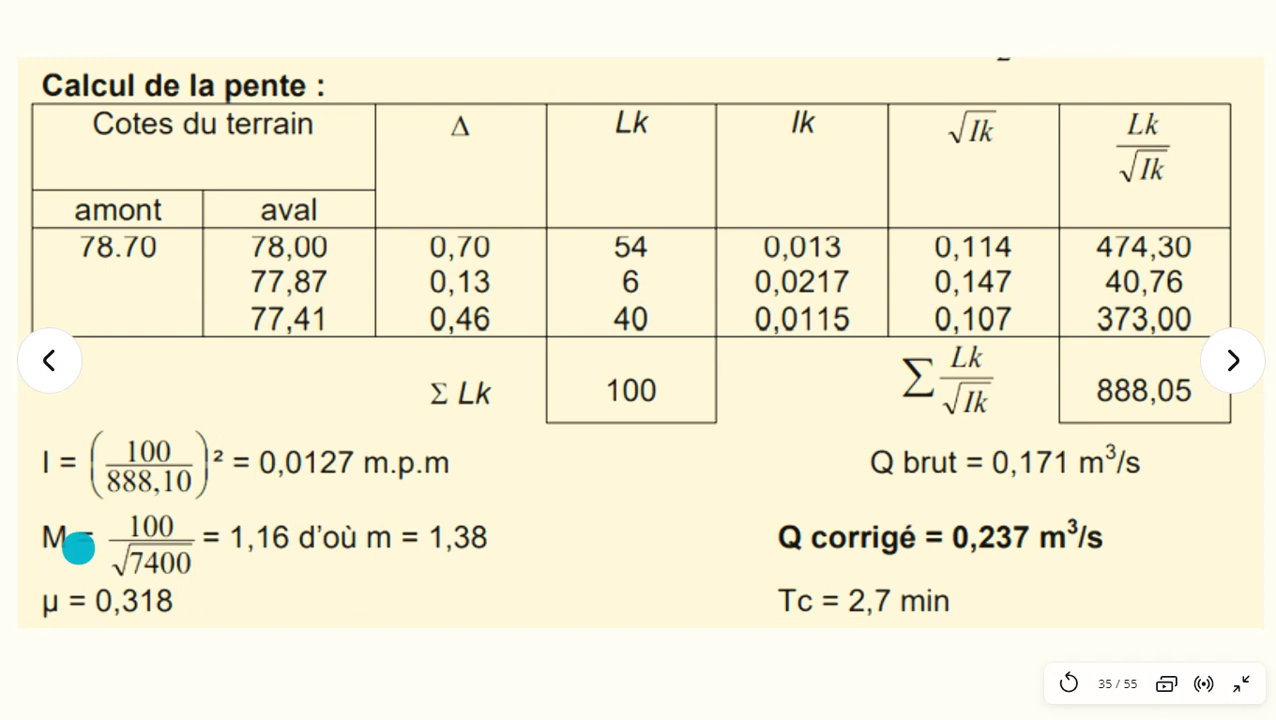 Calcul de la pente :
Cotes du terrain Δ Lk Ik √Ik Lk/√Ik
amont aval
78.70 78,00 0,70 54 0,013 0,114 474,30
77,87 0,13 6 0,0217 0,147 40,76
77,41 0,46 40 0,0115 0,107 373,00
Σ Lk 100 Σ Lk/√Ik 888,05
I = (100/888,10)² = 0,0127 m.p.m Q brut = 0,171 m³/s
M = 100/√7400 = 1,16 d'où m = 1,38 Q corrigé = 0,237 m³/s
μ = 0,318 Tc = 2,7 min
35 / 55